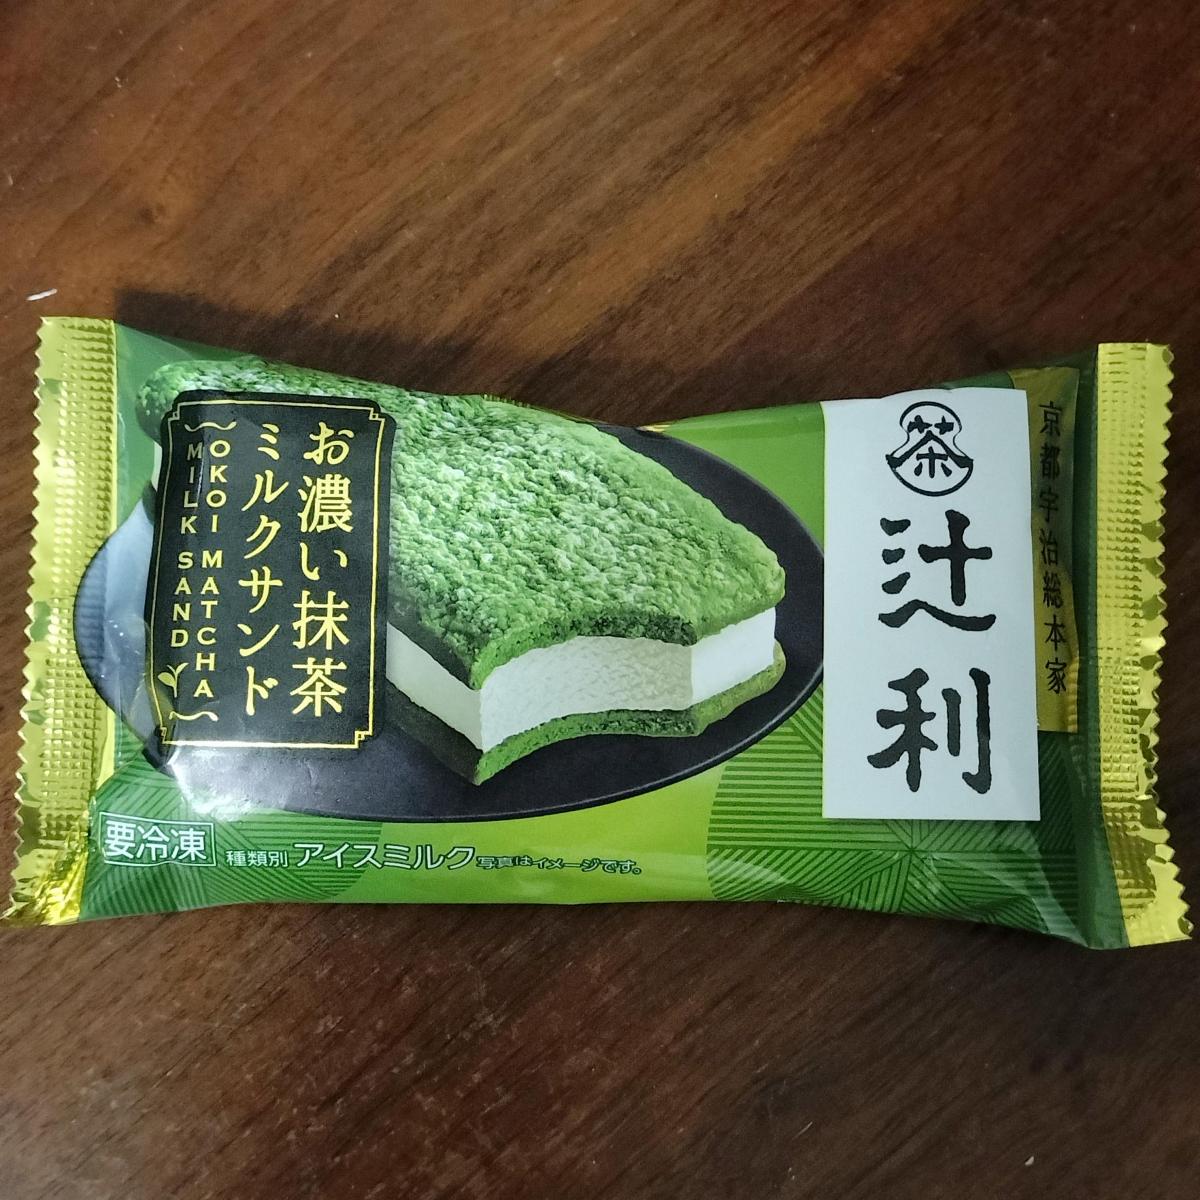 京都宇治総本家
茶
辻利
お濃い抹茶
ミルクサンド
OKOI MATCHA
MILK SAND
要冷凍
種類別 アイスミルク 写真はイメージです。